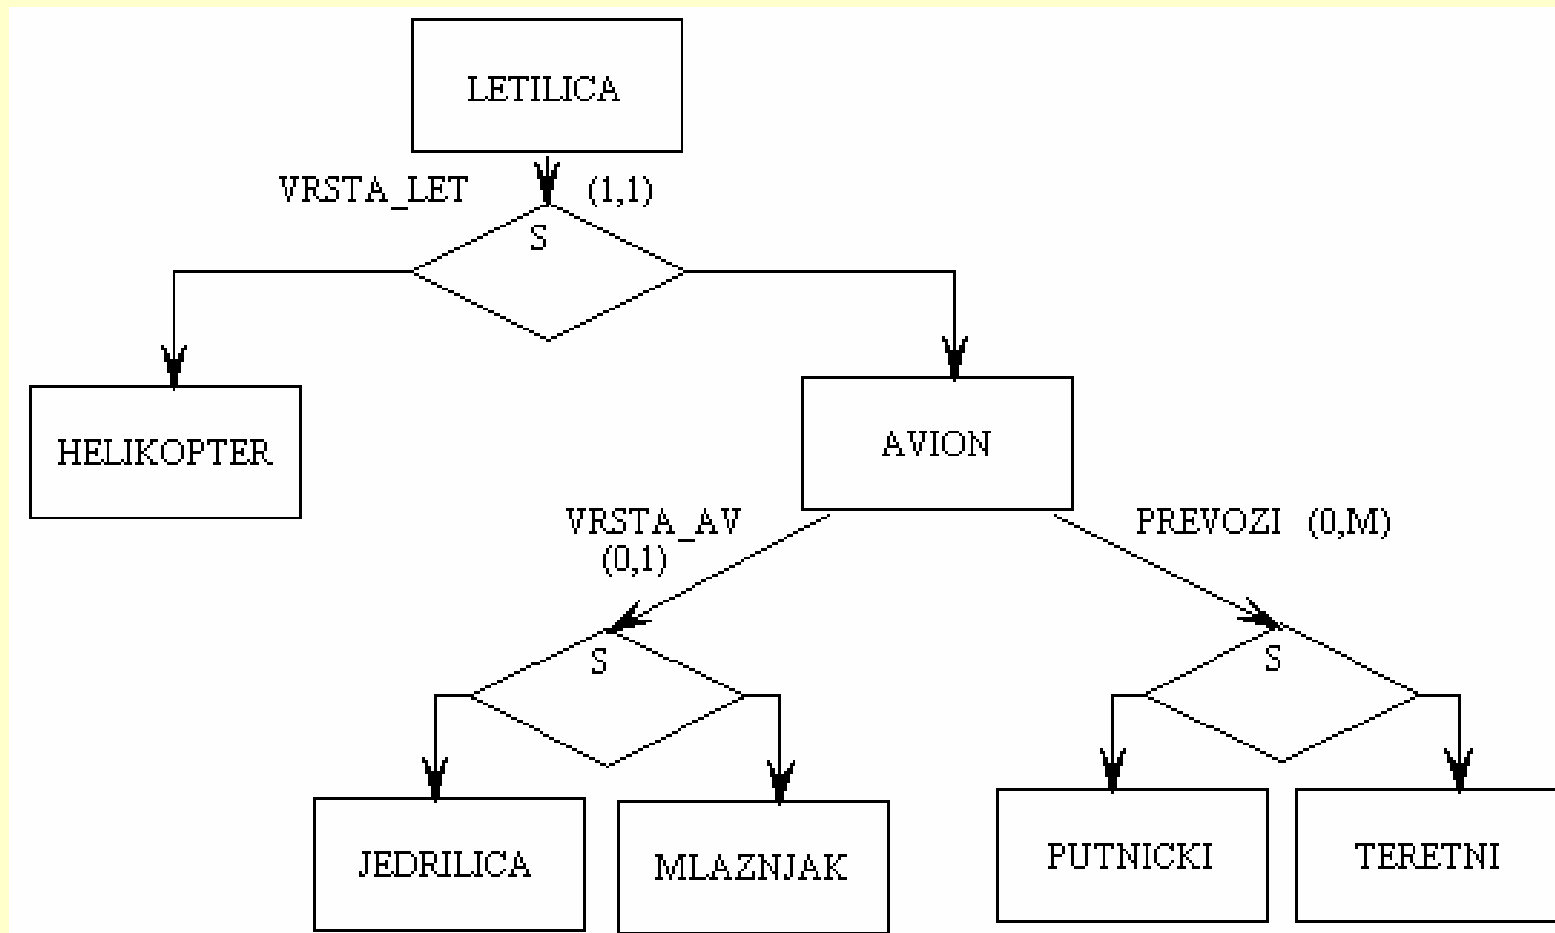 LETILICA
VRSTA_LET (1,1)
S
HELIKOPTER
AVION
VRSTA_AV
(0,1)
PREVOZI (0,M)
S
S
JEDRILICA
MLAZNJAK
PUTNICKI
TERETNI